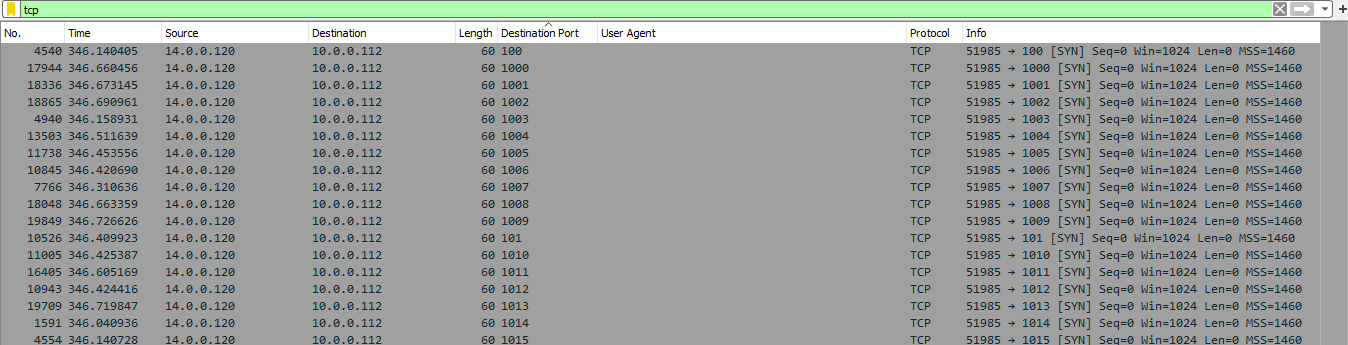 tcp
No. Time Source Destination Length Destination Port User Agent Protocol Info
4540 346.140405 14.0.0.120 10.0.0.112 60 100 TCP 51985 → 100 [SYN] Seq=0 Win=1024 Len=0 MSS=1460
17944 346.660456 14.0.0.120 10.0.0.112 60 1000 TCP 51985 → 1000 [SYN] Seq=0 Win=1024 Len=0 MSS=1460
18336 346.673145 14.0.0.120 10.0.0.112 60 1001 TCP 51985 → 1001 [SYN] Seq=0 Win=1024 Len=0 MSS=1460
18865 346.690961 14.0.0.120 10.0.0.112 60 1002 TCP 51985 → 1002 [SYN] Seq=0 Win=1024 Len=0 MSS=1460
4940 346.158931 14.0.0.120 10.0.0.112 60 1003 TCP 51985 → 1003 [SYN] Seq=0 Win=1024 Len=0 MSS=1460
13503 346.511639 14.0.0.120 10.0.0.112 60 1004 TCP 51985 → 1004 [SYN] Seq=0 Win=1024 Len=0 MSS=1460
11738 346.453556 14.0.0.120 10.0.0.112 60 1005 TCP 51985 → 1005 [SYN] Seq=0 Win=1024 Len=0 MSS=1460
10845 346.420690 14.0.0.120 10.0.0.112 60 1006 TCP 51985 → 1006 [SYN] Seq=0 Win=1024 Len=0 MSS=1460
7766 346.310636 14.0.0.120 10.0.0.112 60 1007 TCP 51985 → 1007 [SYN] Seq=0 Win=1024 Len=0 MSS=1460
18048 346.663359 14.0.0.120 10.0.0.112 60 1008 TCP 51985 → 1008 [SYN] Seq=0 Win=1024 Len=0 MSS=1460
19849 346.726626 14.0.0.120 10.0.0.112 60 1009 TCP 51985 → 1009 [SYN] Seq=0 Win=1024 Len=0 MSS=1460
10526 346.409923 14.0.0.120 10.0.0.112 60 101 TCP 51985 → 101 [SYN] Seq=0 Win=1024 Len=0 MSS=1460
11005 346.425387 14.0.0.120 10.0.0.112 60 1010 TCP 51985 → 1010 [SYN] Seq=0 Win=1024 Len=0 MSS=1460
16405 346.605169 14.0.0.120 10.0.0.112 60 1011 TCP 51985 → 1011 [SYN] Seq=0 Win=1024 Len=0 MSS=1460
10943 346.424416 14.0.0.120 10.0.0.112 60 1012 TCP 51985 → 1012 [SYN] Seq=0 Win=1024 Len=0 MSS=1460
19709 346.719847 14.0.0.120 10.0.0.112 60 1013 TCP 51985 → 1013 [SYN] Seq=0 Win=1024 Len=0 MSS=1460
1591 346.040936 14.0.0.120 10.0.0.112 60 1014 TCP 51985 → 1014 [SYN] Seq=0 Win=1024 Len=0 MSS=1460
4554 346.140728 14.0.0.120 10.0.0.112 60 1015 TCP 51985 → 1015 [SYN] Seq=0 Win=1024 Len=0 MSS=1460